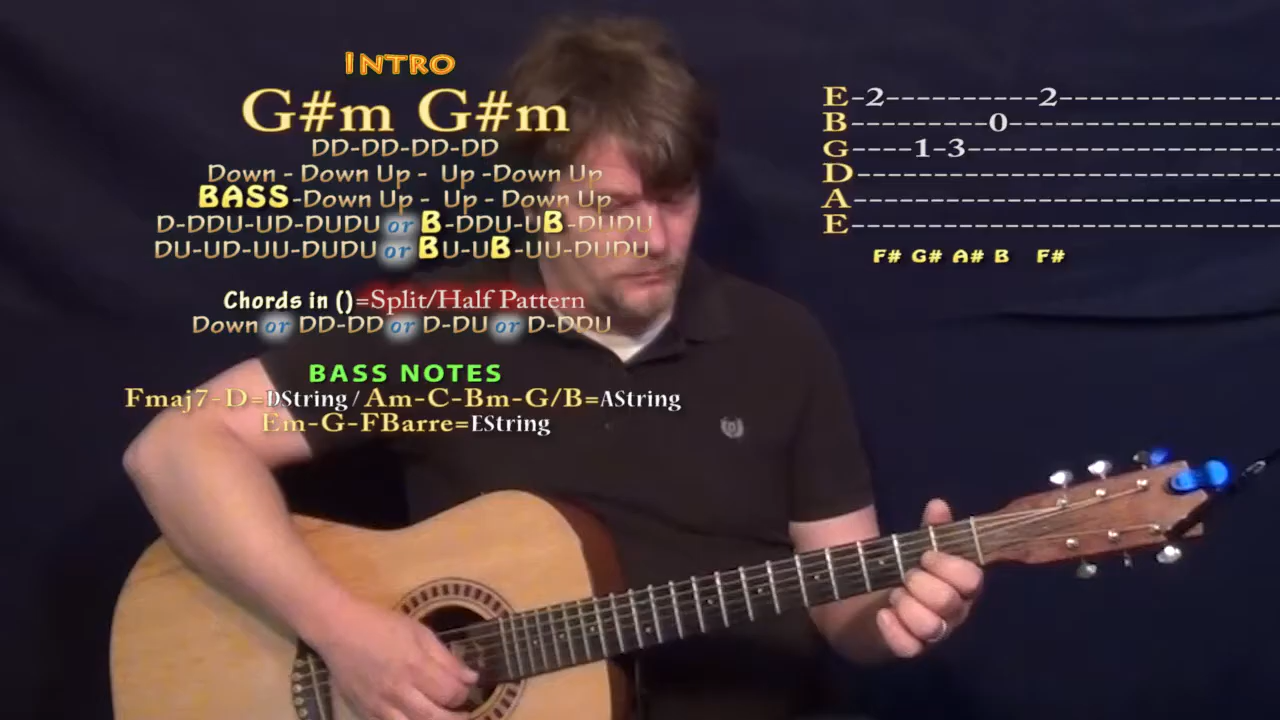 Intro
G#m G#m
DD-DD-DD-DD
Down - Down Up - Up -Down Up
BASS-Down Up - Up - Down Up
D-DDU-UD-DUDU or B-DDU-UB-DUDU
DU-UD-UU-DUDU or BU-UB-UU-DUDU
Chords in ()=Split/Half Pattern
Down or DD-DD or D-DU or D-DDU
BASS NOTES
Fmaj7-D=DString / Am-C-Bm-G/B=AString
Em-G-FBarre=EString
E-2----------2---------------
B---------0------------------
G----1-3---------------------
D----------------------------
A----------------------------
E----------------------------
F# G# A# B F#